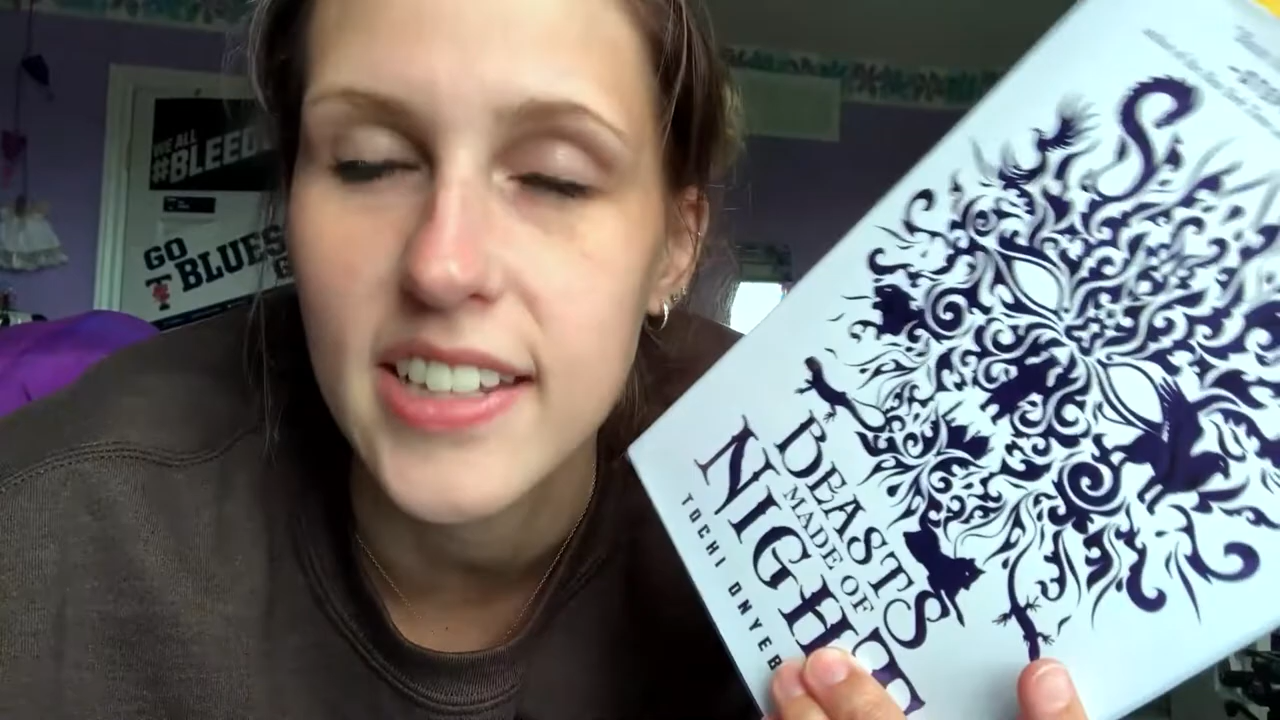 WE ALL
#BLEED
GO
BLUES
T
G
BEASTS
MADE OF
NIGHT
TOCHI ONYEB